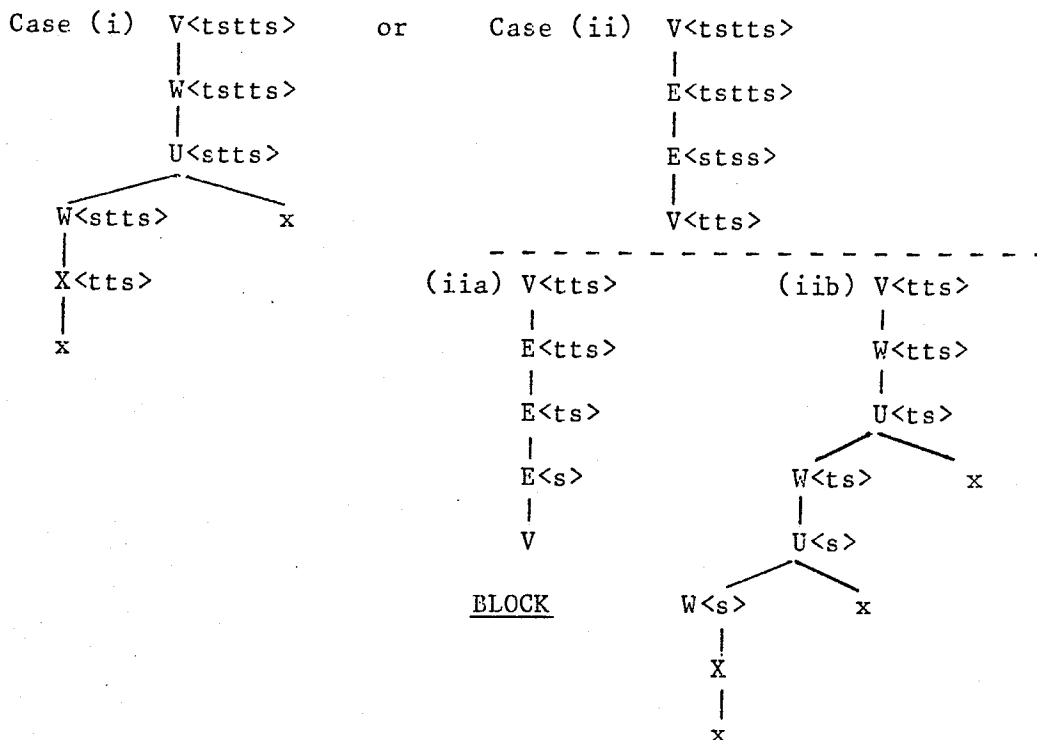 Case (i) V<tstts> or Case (ii) V<tstts>
W<tstts> E<tstts>
U<stts> E<stss>
W<stts> x V<tts>
X<tts> (iia) V<tts> (iib) V<tts>
x E<tts> W<tts>
E<ts> U<ts>
E<s> W<ts> x
V U<s>
BLOCK W<s> x
X
x